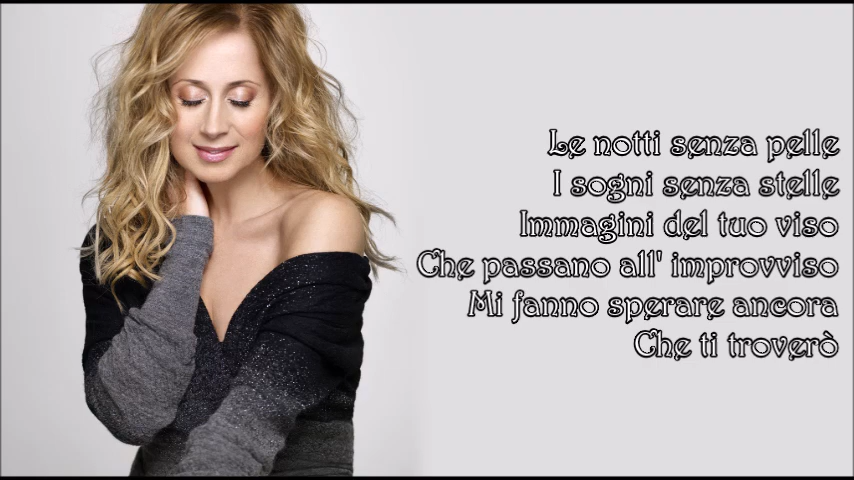 Le notti senza pelle
I sogni senza stelle
Immagini del tuo viso
Che passano all' improvviso
Mi fanno sperare ancora
Che ti troverò